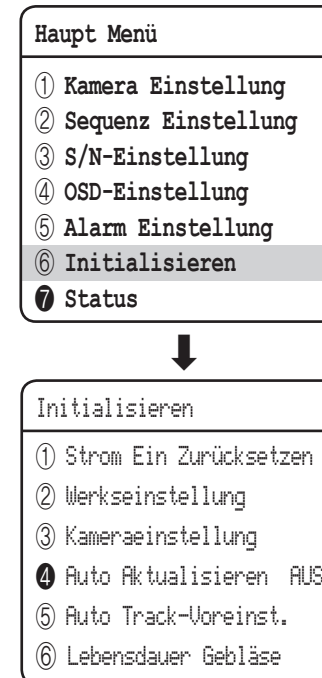 Haupt Menü
① Kamera Einstellung
② Sequenz Einstellung
③ S/N-Einstellung
④ OSD-Einstellung
⑤ Alarm Einstellung
⑥ Initialisieren
❼ Status
Initialisieren
① Strom Ein Zurücksetzen
② Werkseinstellung
③ Kameraeinstellung
❹ Auto Aktualisieren AUS
⑤ Auto Track-Voreinst.
⑥ Lebensdauer Gebläse